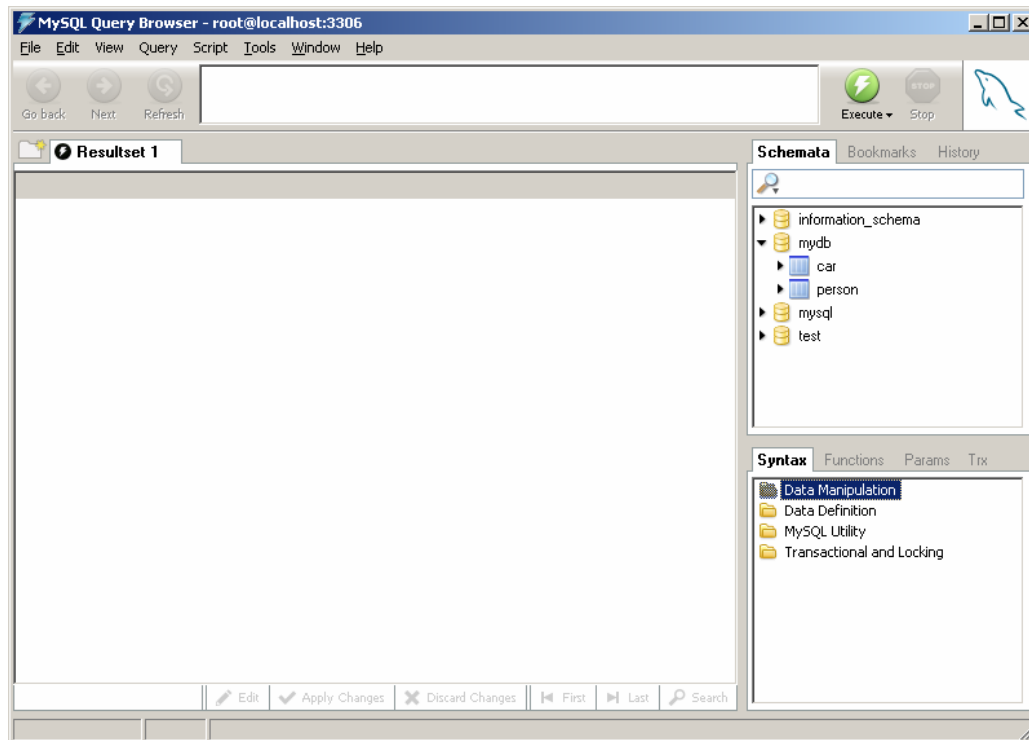 MySQL Query Browser - root@localhost:3306
File Edit View Query Script Tools Window Help
Go back Next Refresh Execute Stop
STOP
Resultset 1
Schemata Bookmarks History
information_schema
mydb
car
person
mysql
test
Syntax Functions Params Trx
Data Manipulation
Data Definition
MySQL Utility
Transactional and Locking
Edit Apply Changes Discard Changes First Last Search